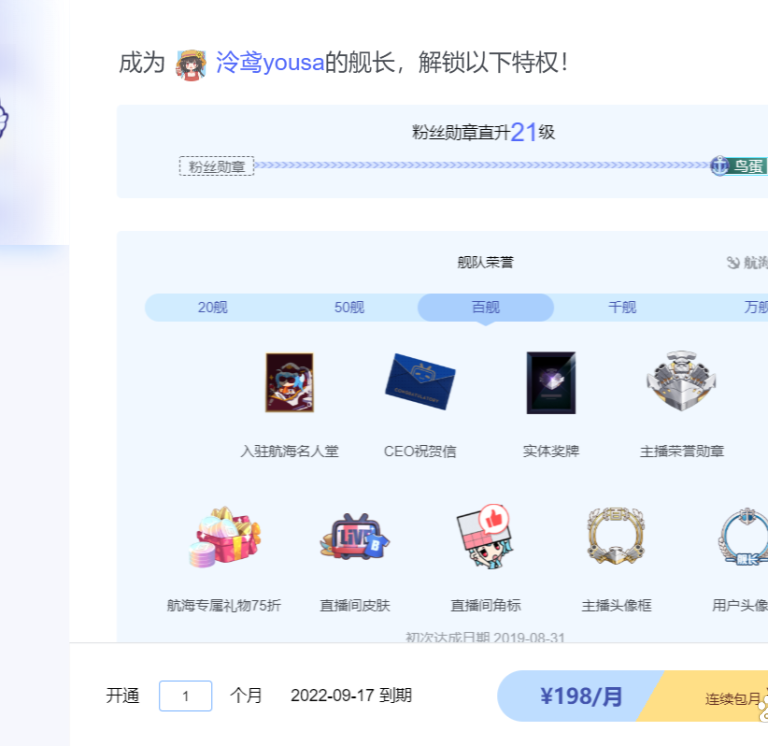 成为 泠鸢yousa的舰长，解锁以下特权！
粉丝勋章直升21级
粉丝勋章 鸟蛋
舰队荣誉 航海
20舰 50舰 百舰 千舰 万舰
CONGRATULATORY
入驻航海名人堂 CEO祝贺信 实体奖牌 主播荣誉勋章
LIVE B 百舰 舰长
航海专属礼物75折 直播间皮肤 直播间角标 主播头像框 用户头像
初次达成日期 2019-08-31
开通 1 个月 2022-09-17 到期 ¥198/月 连续包月